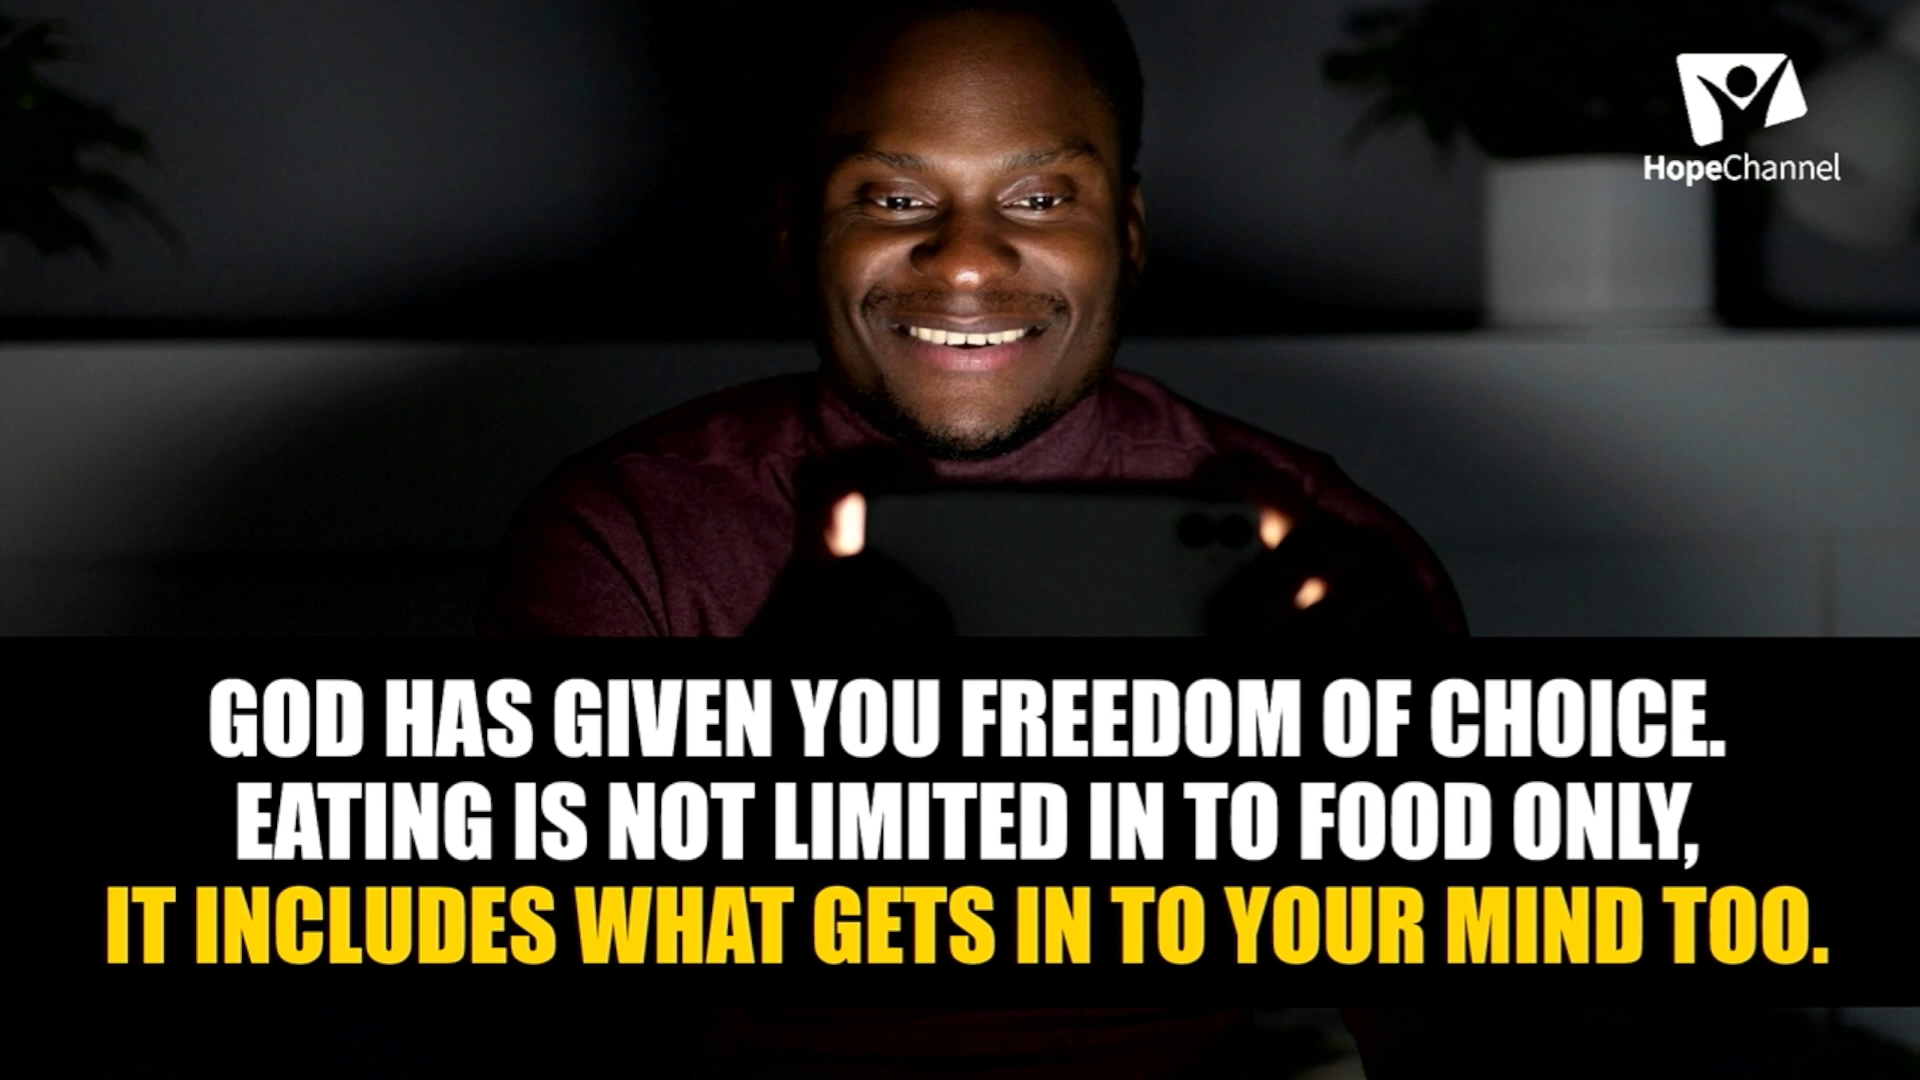 HopeChannel
GOD HAS GIVEN YOU FREEDOM OF CHOICE.
EATING IS NOT LIMITED IN TO FOOD ONLY,
IT INCLUDES WHAT GETS IN TO YOUR MIND TOO.